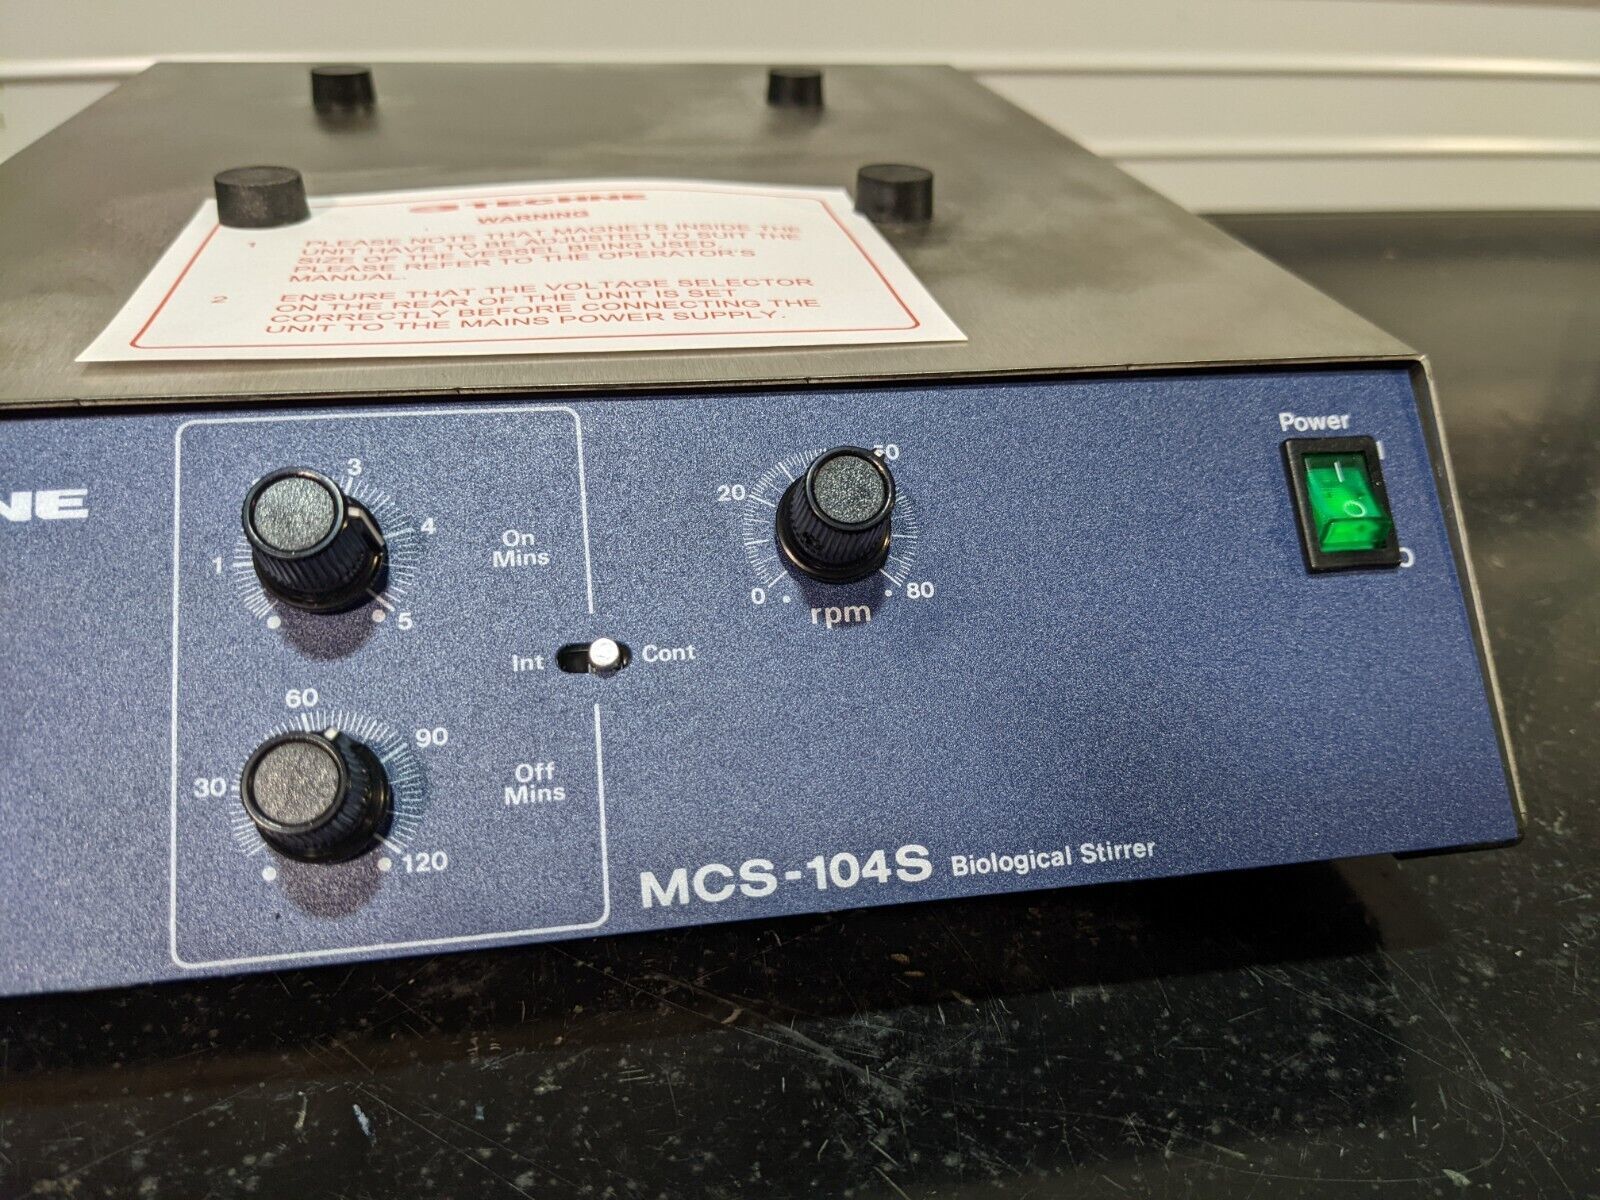 TECHNE
WARNING
1 PLEASE NOTE THAT MAGNETS INSIDE THE
UNIT HAVE TO BE ADJUSTED TO SUIT THE
SIZE OF THE VESSEL BEING USED,
PLEASE REFER TO THE OPERATOR'S
MANUAL.
2 ENSURE THAT THE VOLTAGE SELECTOR
ON THE REAR OF THE UNIT IS SET
CORRECTLY BEFORE CONNECTING THE
UNIT TO THE MAINS POWER SUPPLY.
NE
1
3
4
5
On
Mins
Int
Cont
30
60
90
120
Off
Mins
0
20
80
rpm
Power
I
O
MCS-104S Biological Stirrer